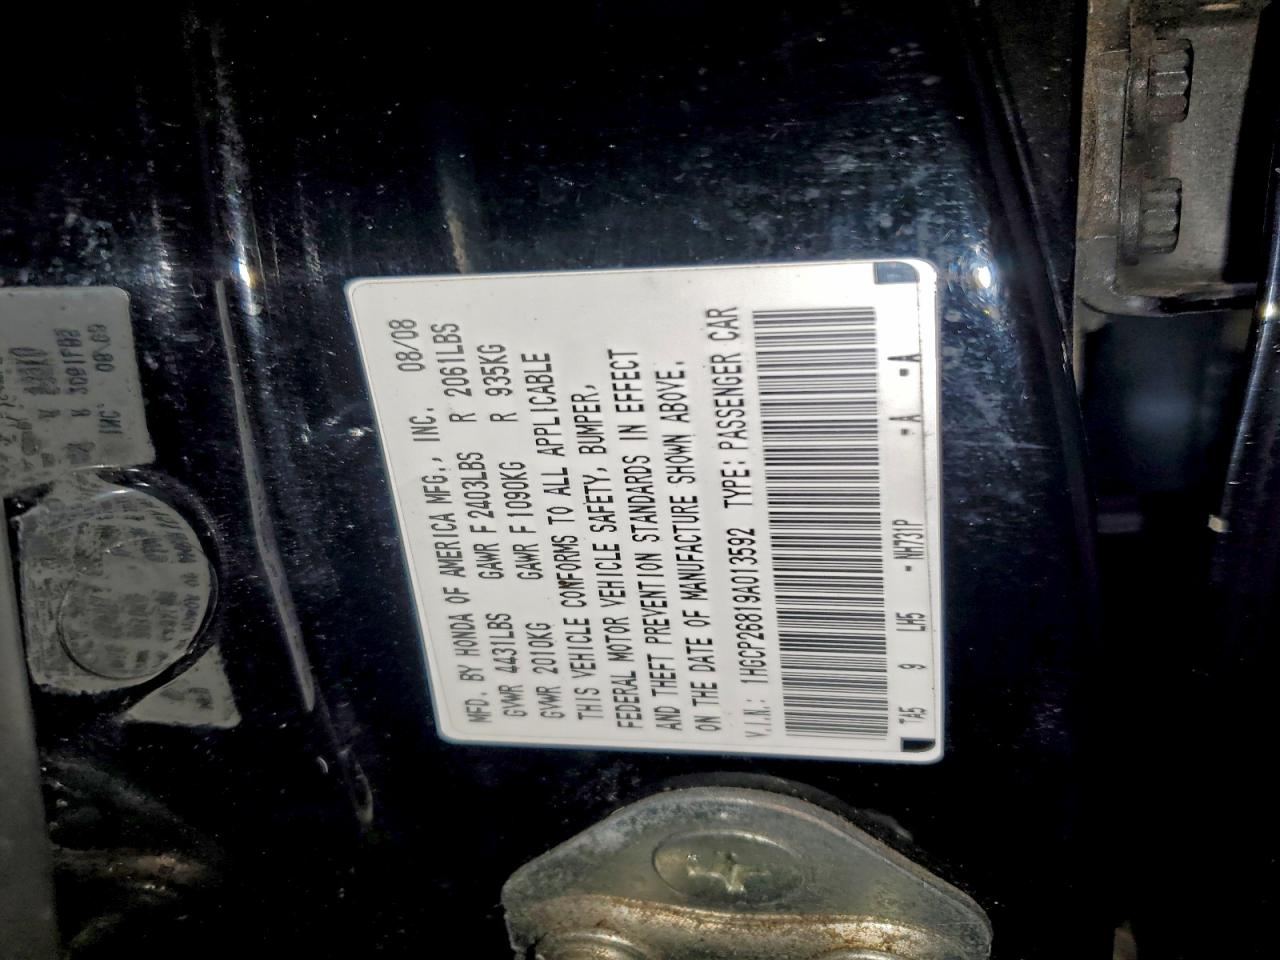 MFD. BY HONDA OF AMERICA MFG., INC. 08/08
GVWR 4431LBS GAWR F 2403LBS R 2061LBS
GVWR 2010KG GAWR F 1090KG R 935KG
THIS VEHICLE CONFORMS TO ALL APPLICABLE
FEDERAL MOTOR VEHICLE SAFETY, BUMPER,
AND THEFT PREVENTION STANDARDS IN EFFECT
ON THE DATE OF MANUFACTURE SHOWN ABOVE.
V.I.N.: 1HGCP26819A013592 TYPE: PASSENGER CAR
TA5 9 LH5 - NH731P - A - A